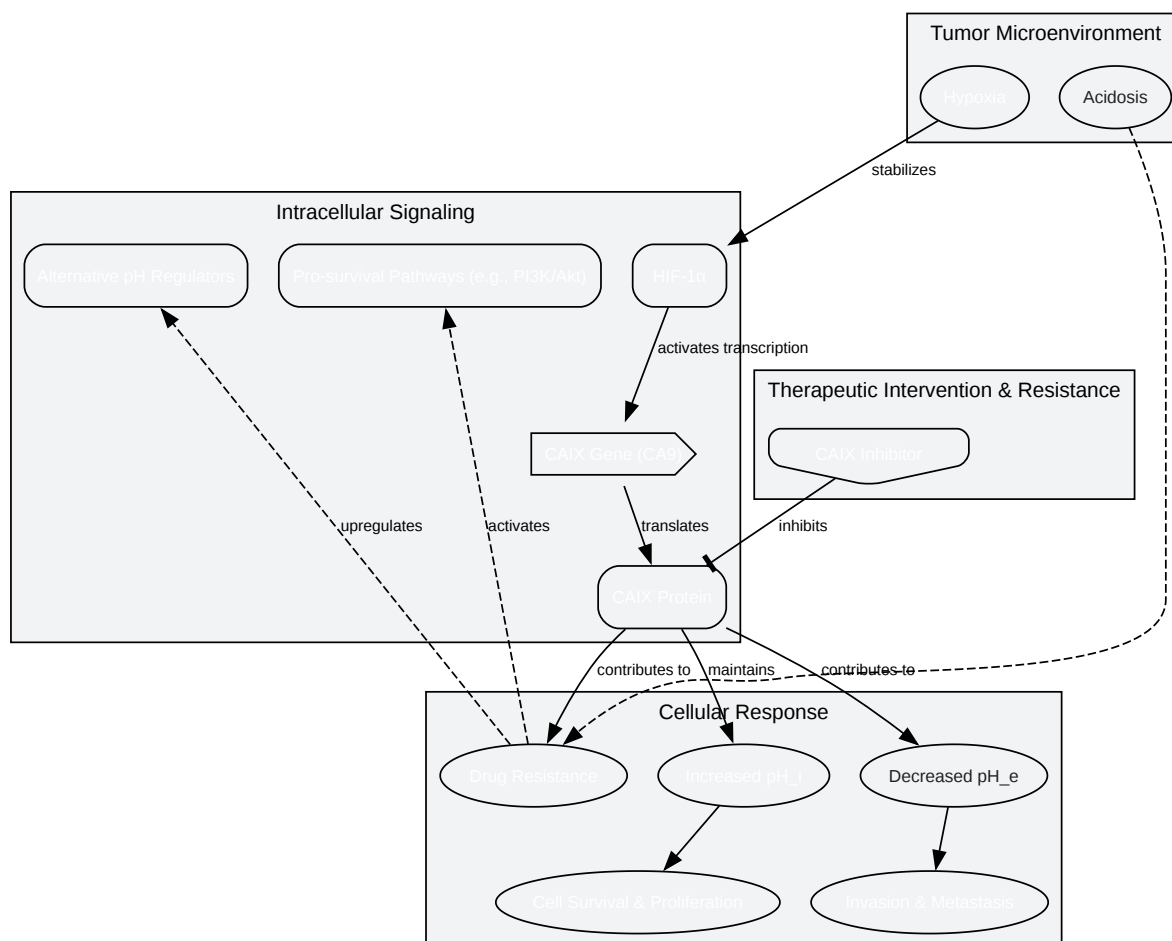 Tumor Microenvironment
Hypoxia
Acidosis
stabilizes
Intracellular Signaling
Alternative pH Regulators
Pro-survival Pathways (e.g., PI3K/Akt)
HIF-1α
activates transcription
Therapeutic Intervention & Resistance
CAIX Gene (CA9)
CAIX Inhibitor
upregulates
activates
translates
inhibits
CAIX Protein
contributes to
maintains
contributes to
Cellular Response
Drug Resistance
Increased pH_i
Decreased pH_e
Cell Survival & Proliferation
Invasion & Metastasis